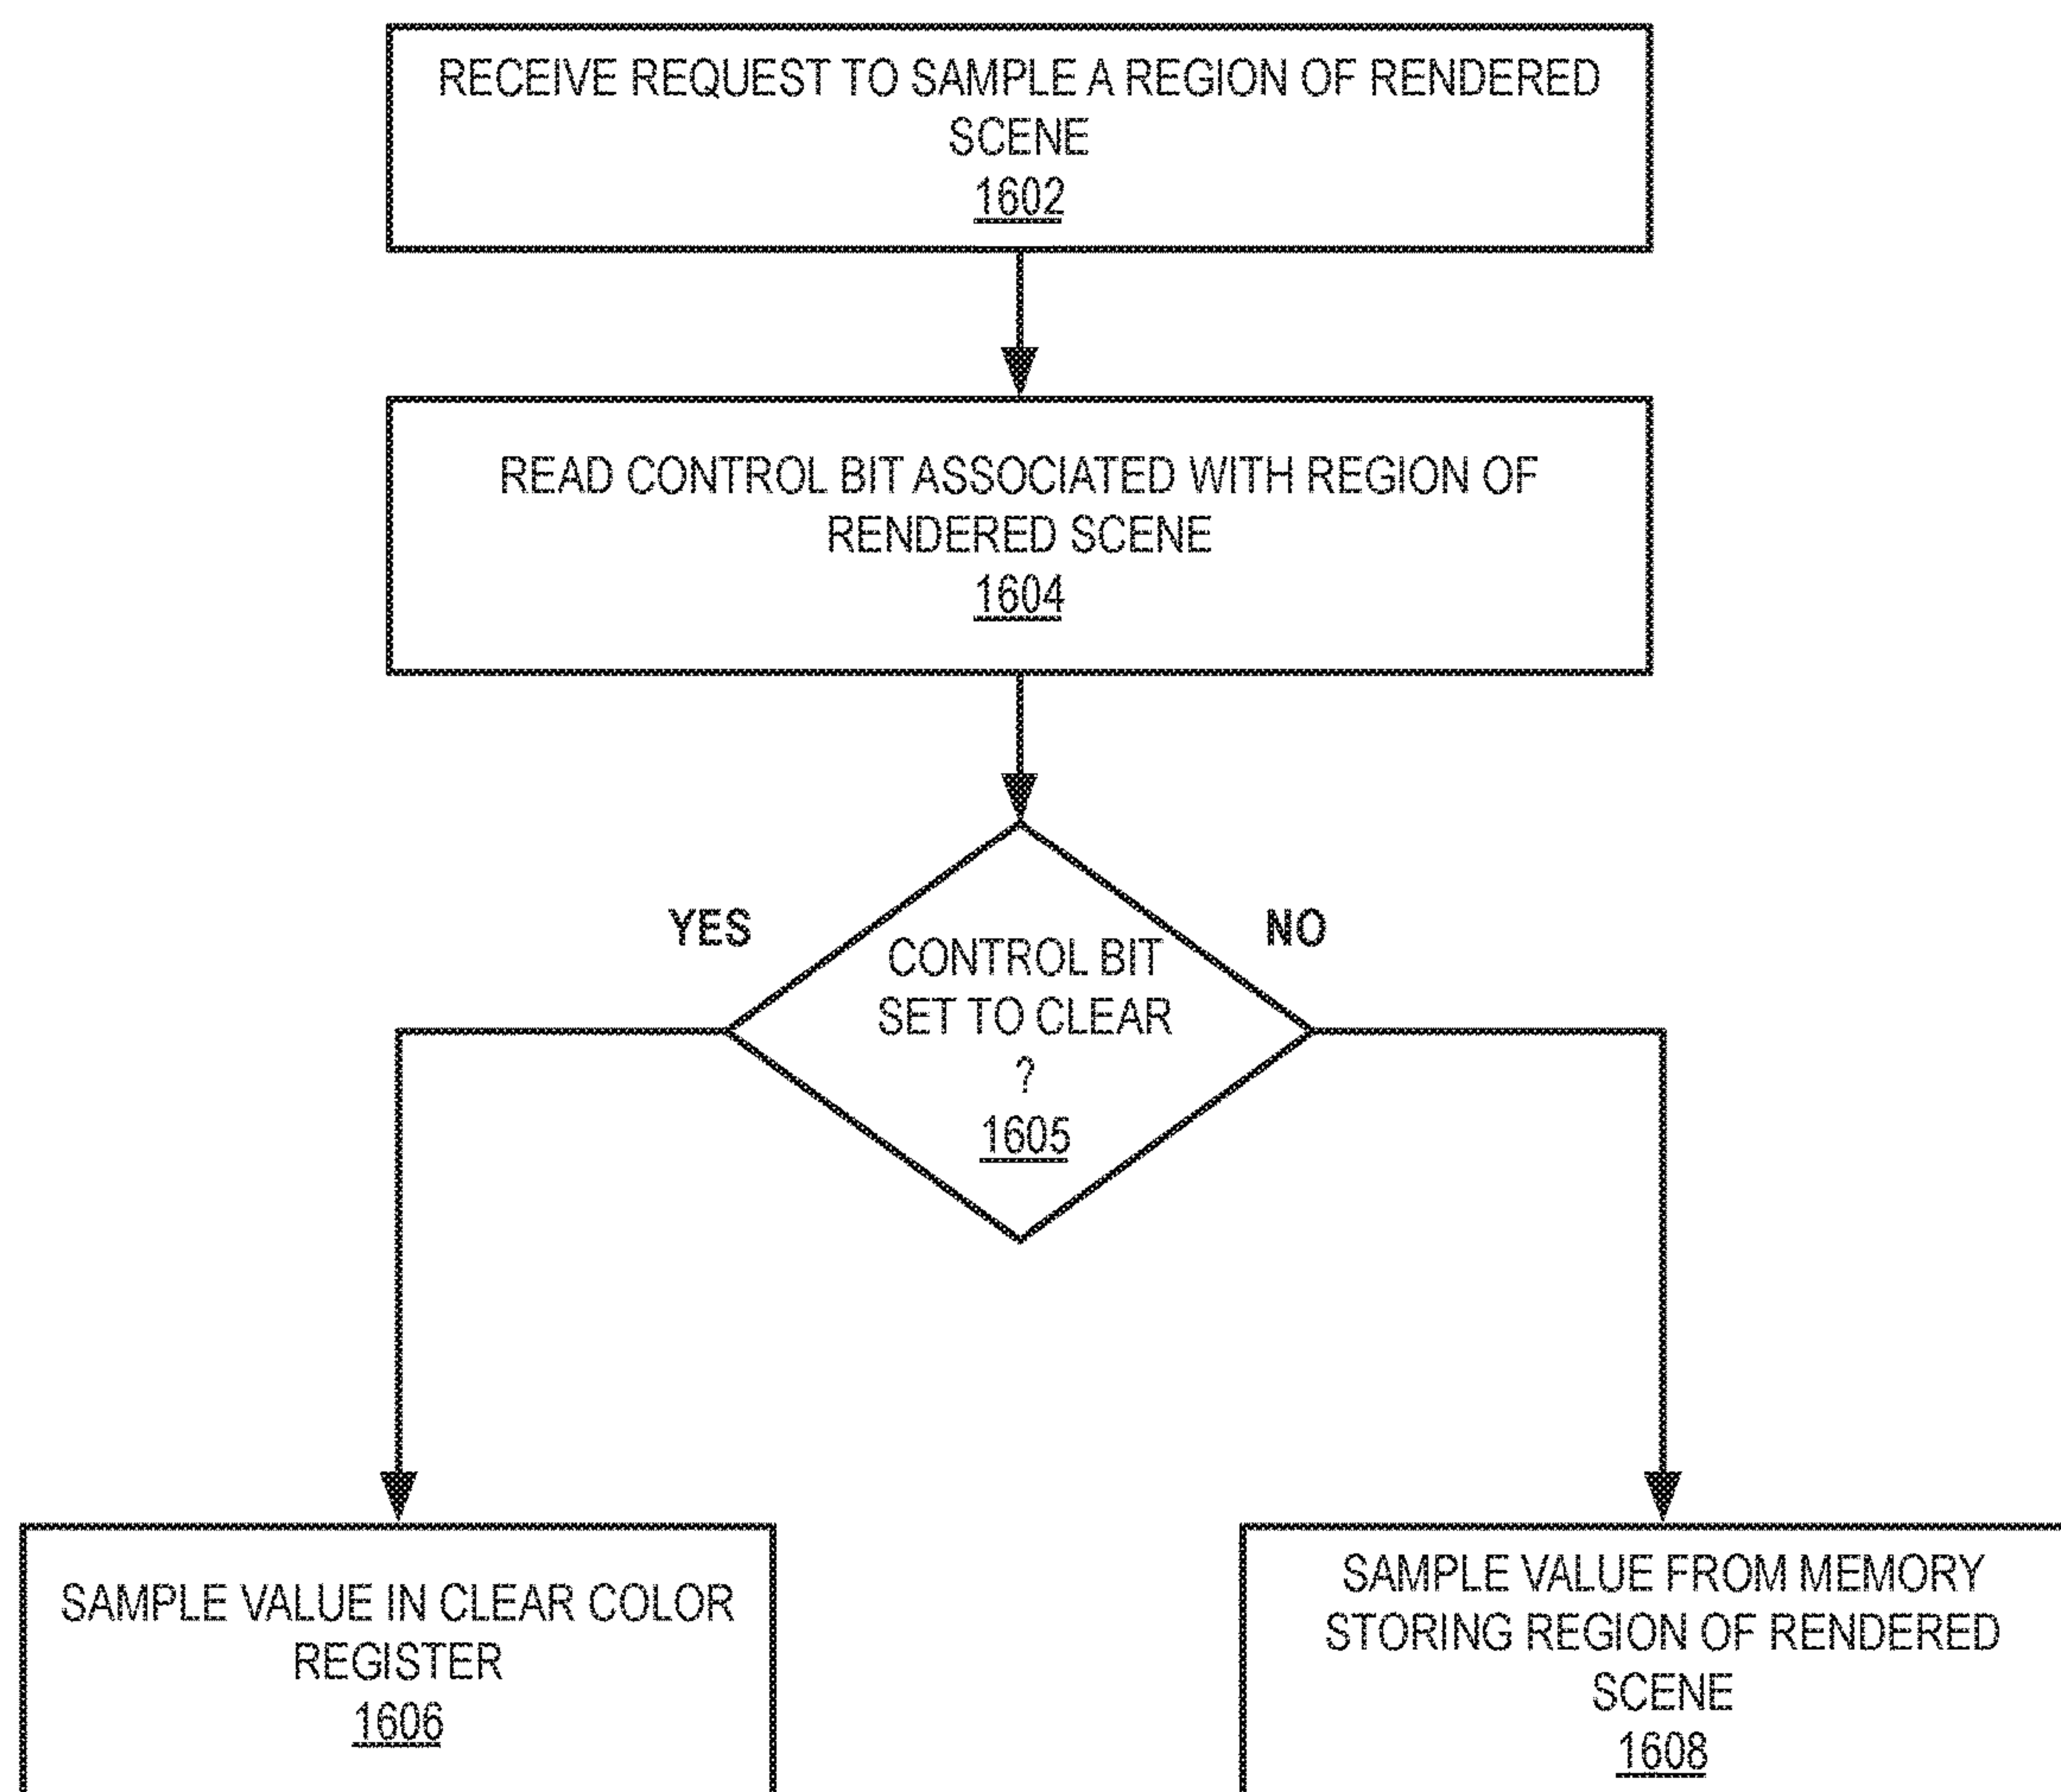 RECEIVE REQUEST TO SAMPLE A REGION OF RENDERED
SCENE
1602
READ CONTROL BIT ASSOCIATED WITH REGION OF
RENDERED SCENE
1604
YES
NO
CONTROL BIT
SET TO CLEAR
?
1605
SAMPLE VALUE IN CLEAR COLOR
REGISTER
1606
SAMPLE VALUE FROM MEMORY
STORING REGION OF RENDERED
SCENE
1608